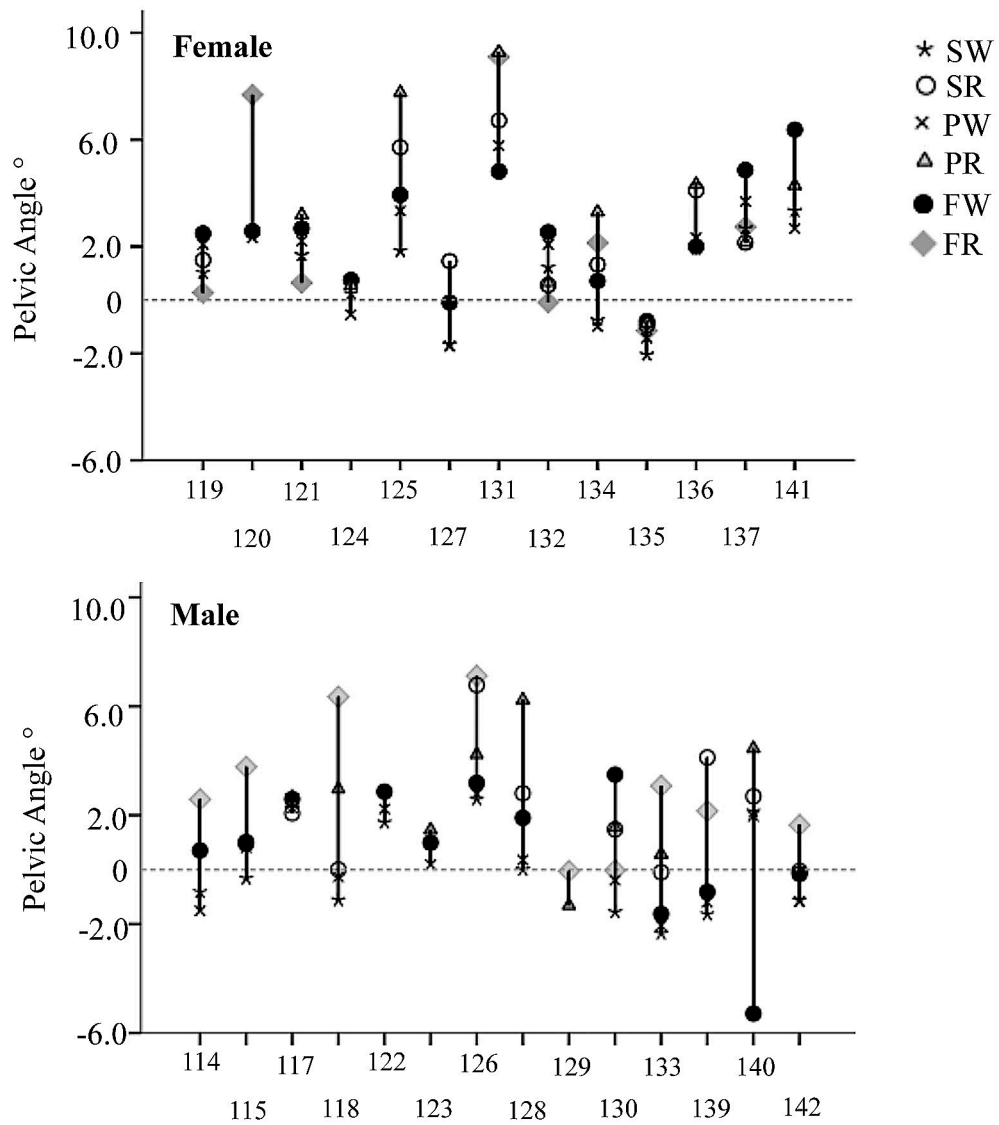 10.0
Female
6.0
2.0
0
-2.0
-6.0
Pelvic Angle °
119 121 125 131 134 136 141
120 124 127 132 135 137
SW
SR
PW
PR
FW
FR
10.0
Male
6.0
2.0
0
-2.0
-6.0
Pelvic Angle °
114 117 122 126 129 133 140
115 118 123 128 130 139 142